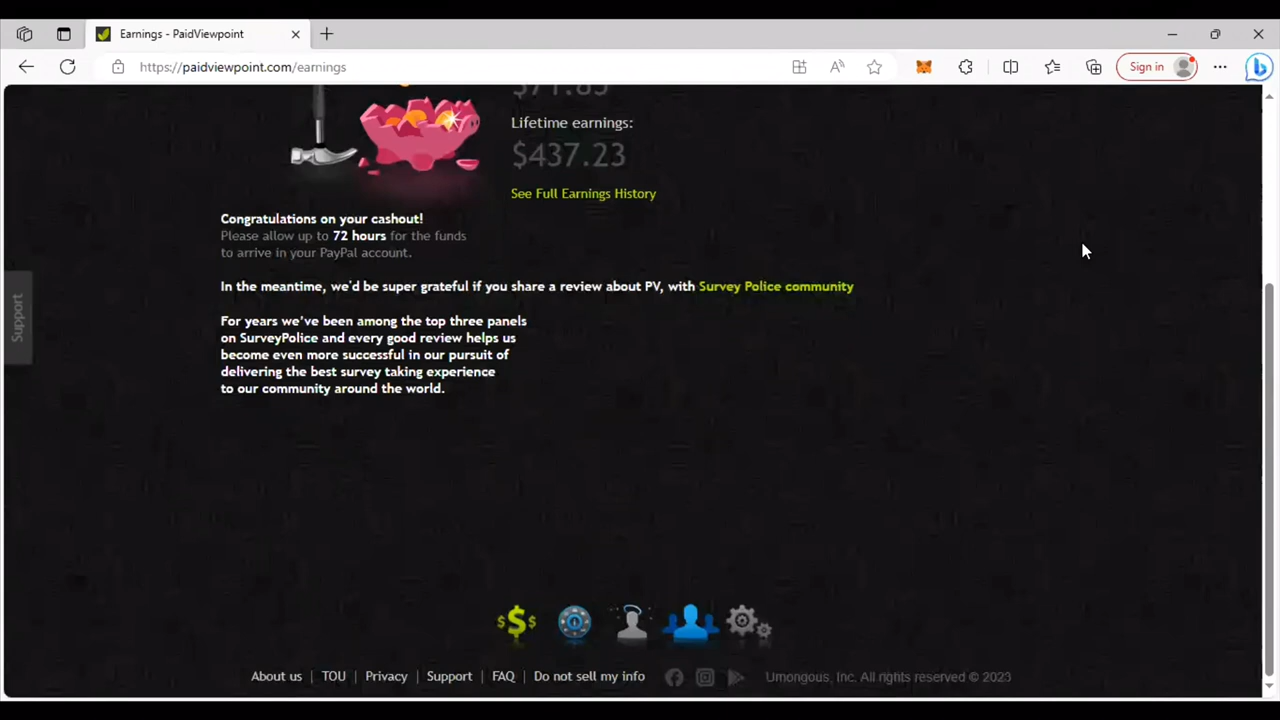 Earnings - PaidViewpoint
https://paidviewpoint.com/earnings
Sign in
Lifetime earnings:
$437.23
See Full Earnings History
Congratulations on your cashout!
Please allow up to 72 hours for the funds
to arrive in your PayPal account.
In the meantime, we'd be super grateful if you share a review about PV, with Survey Police community
For years we've been among the top three panels
on SurveyPolice and every good review helps us
become even more successful in our pursuit of
delivering the best survey taking experience
to our community around the world.
Support
About us | TOU | Privacy | Support | FAQ | Do not sell my info
Umongous, Inc. All rights reserved © 2023